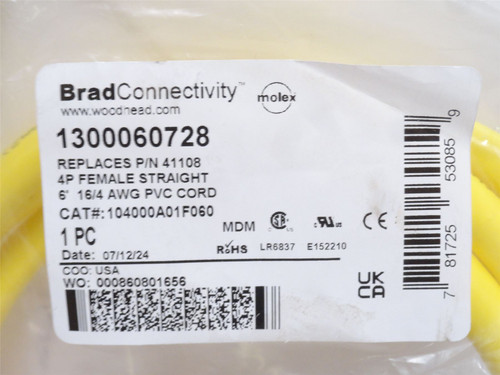 BradConnectivity™
www.woodhead.com
molex
1300060728
REPLACES P/N 41108
4P FEMALE STRAIGHT
6' 16/4 AWG PVC CORD
CAT#: 104000A01F060
1 PC
MDM
Date: 07/12/24
RoHS
LR6837
E152210
COO: USA
WO: 000860801656
UK
CA
CE
7 81725 53085 9